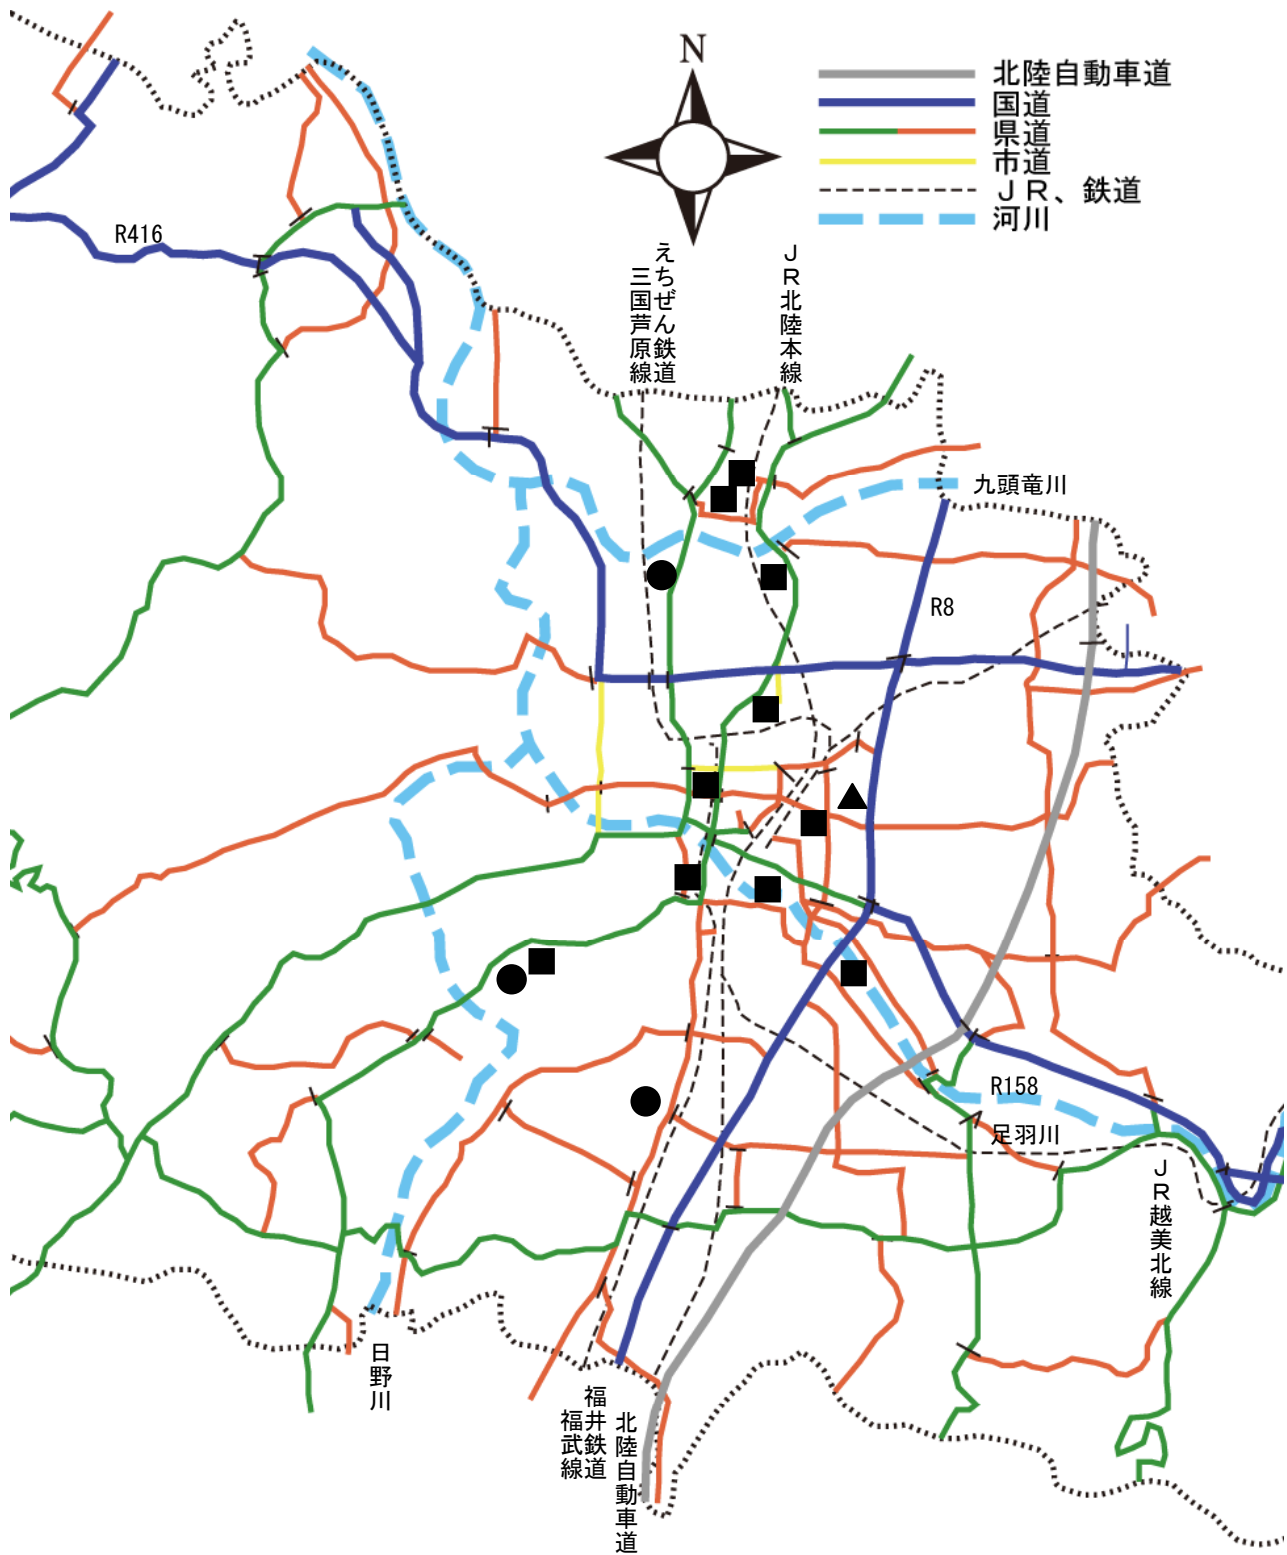 N
北陸自動車道
国道
県道
市道
ＪＲ、鉄道
河川
R416
えちぜん鉄道
三国芦原線
ＪＲ北陸本線
九頭竜川
R8
R158
足羽川
ＪＲ越美北線
日野川
福井鉄道
福武線
北陸自動車道